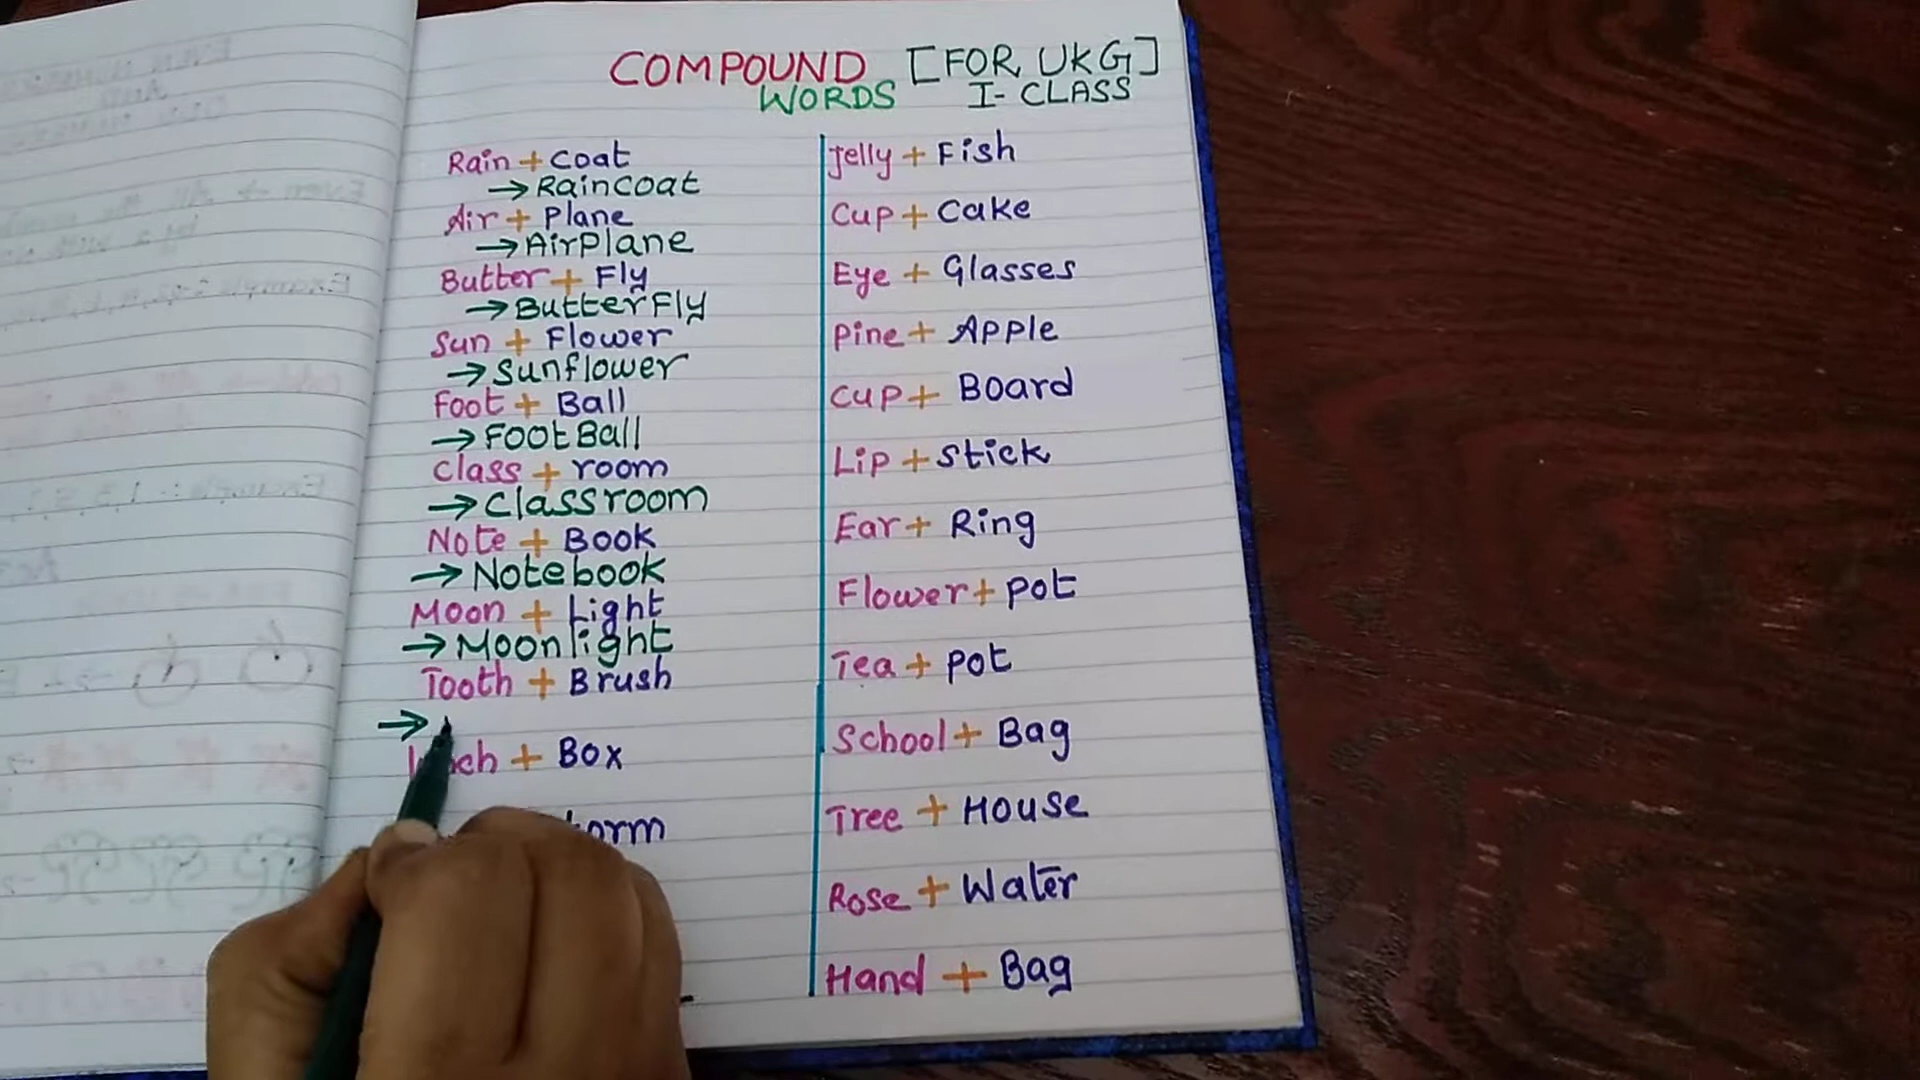 COMPOUND [FOR UKG]
WORDS I- CLASS
Rain + Coat
→ Raincoat
Air + Plane
→ AirPlane
Butter + Fly
→ ButterFly
Sun + Flower
→ Sunflower
Foot + Ball
→ FootBall
Class + room
→ Classroom
Note + Book
→ Notebook
Moon + Light
→ Moonlight
Tooth + Brush
→
+ Box
Jelly + Fish
Cup + Cake
Eye + Glasses
Pine + Apple
Cup + Board
Lip + Stick
Ear + Ring
Flower + Pot
Tea + Pot
School + Bag
Tree + House
Rose + Water
Hand + Bag